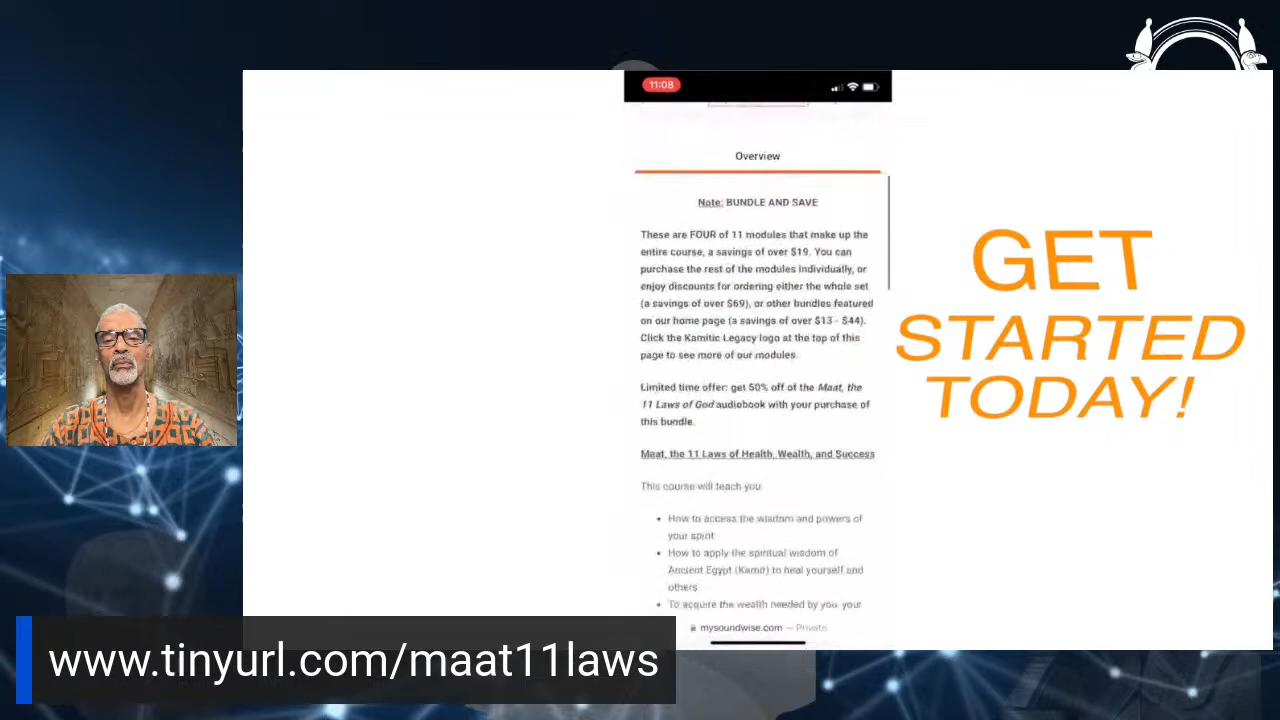 11:08
Overview
Note: BUNDLE AND SAVE
These are FOUR of 11 modules that make up the
entire course, a savings of over $19. You can
purchase the rest of the modules individually, or
enjoy discounts for ordering either the whole set
(a savings of over $69), or other bundles featured
on our home page (a savings of over $13 - $44).
Click the Kamitic Legacy logo at the top of this
page to see more of our modules.
Limited time offer: get 50% off of the Maat, the
11 Laws of God audiobook with your purchase of
this bundle.
Maat, the 11 Laws of Health, Wealth, and Success
This course will teach you
• How to access the wisdom and powers of
your spirit
• How to apply the spiritual wisdom of
Ancient Egypt (Kamit) to heal yourself and
others
• To acquire the wealth needed by you, your
mysoundwise.com — Private
GET
STARTED
TODAY!
www.tinyurl.com/maat11laws